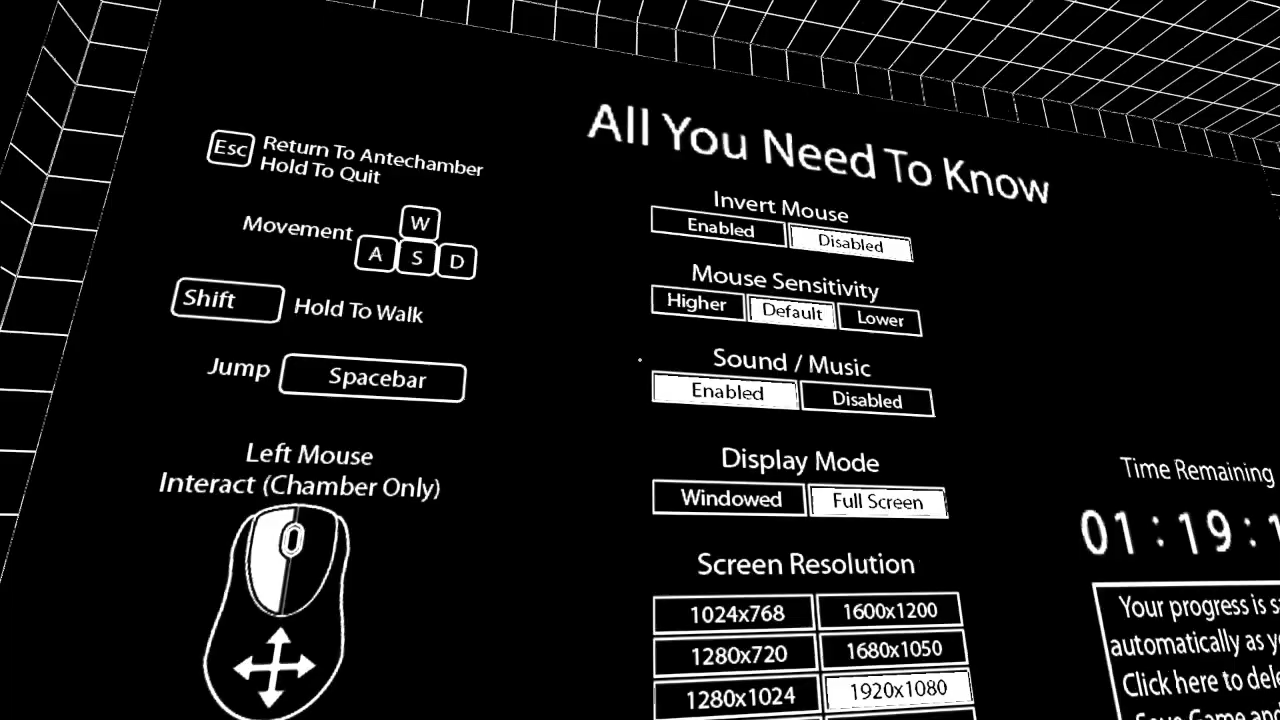 All You Need To Know
Esc
Return To Antechamber
Hold To Quit
Movement
W
A S D
Shift
Hold To Walk
Jump
Spacebar
Left Mouse
Interact (Chamber Only)
Invert Mouse
Enabled Disabled
Mouse Sensitivity
Higher Default Lower
Sound / Music
Enabled Disabled
Display Mode
Windowed Full Screen
Screen Resolution
1024x768 1600x1200
1280x720 1680x1050
1280x1024 1920x1080
Time Remaining
01:19:
Your progress is
automatically as
Click here to
Save Game and